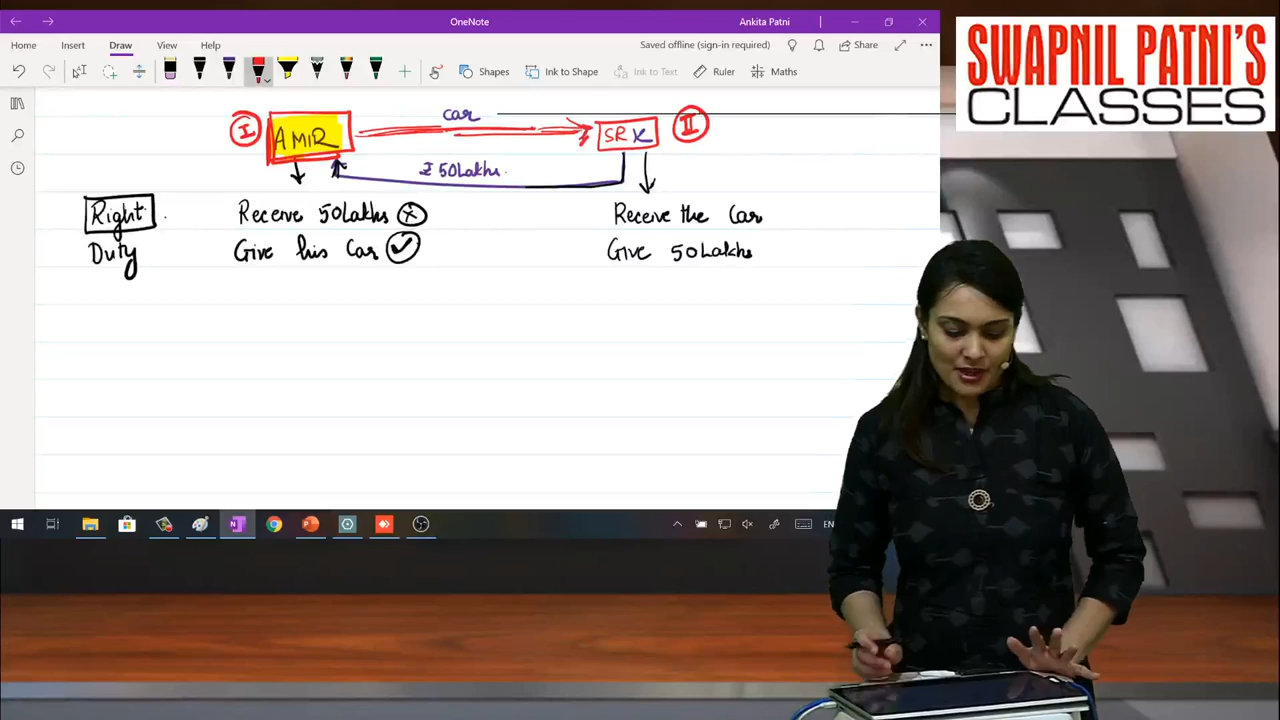 OneNote
Ankita Patni
Home Insert Draw View Help
Saved offline (sign-in required)
Share
Shapes
Ink to Shape
Ink to Text
Ruler
Maths
SWAPNIL PATNI'S
CLASSES
car
I
AMIR
SRK
II
₹ 50Lakhs.
Right
Receive 50Lakhs
Receive the car
Duty
Give his car
Give 50Lakhs
EN